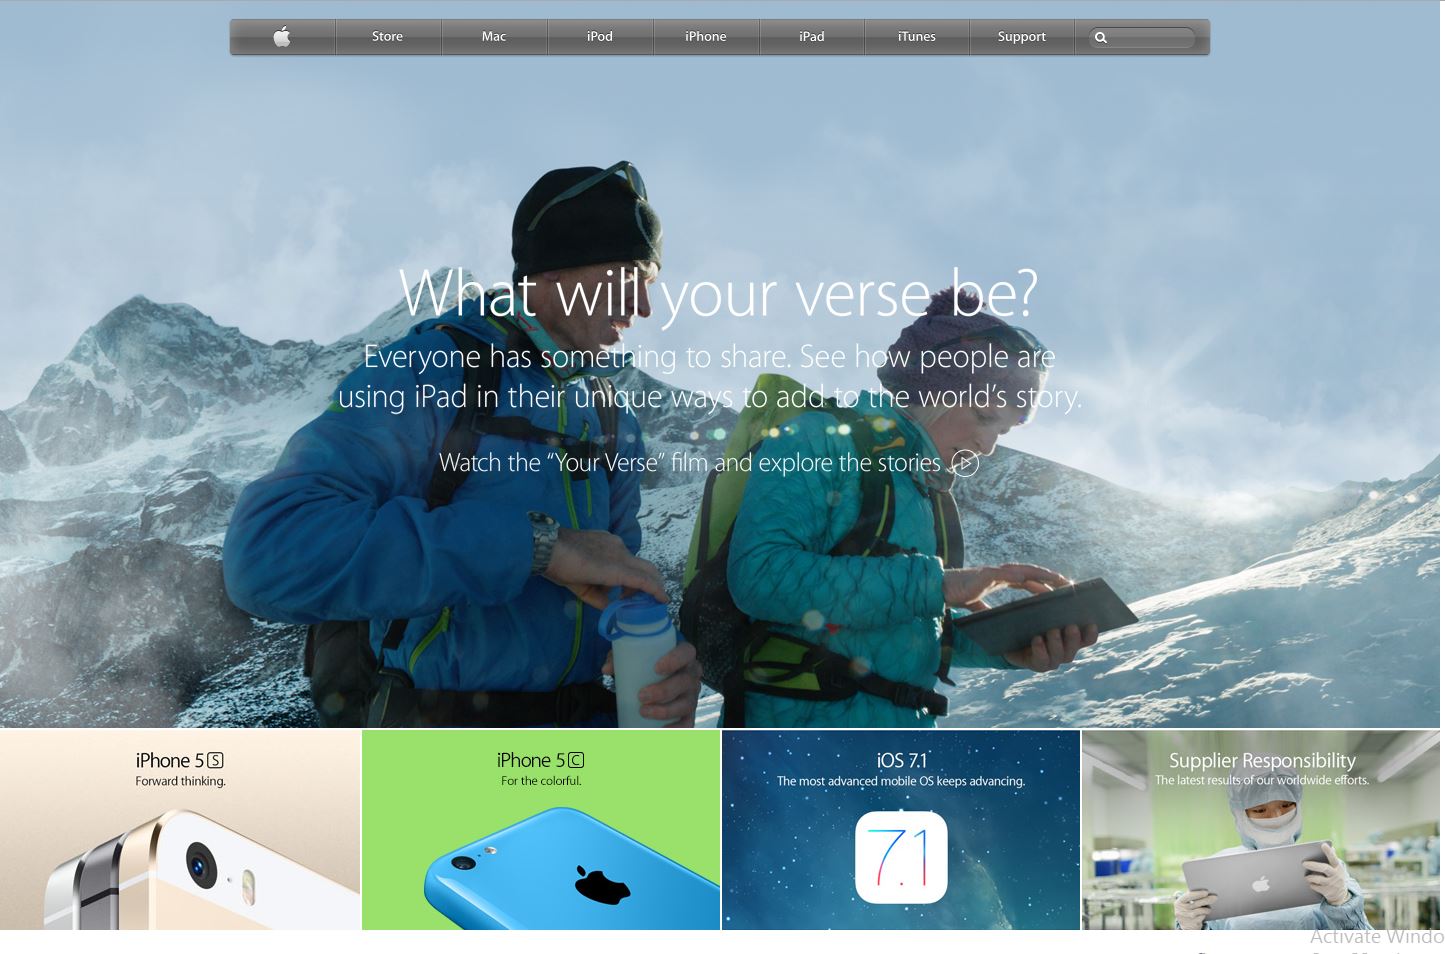 Store
Mac
iPod
iPhone
iPad
iTunes
Support
What will your verse be?
Everyone has something to share. See how people are
using iPad in their unique ways to add to the world's story.
Watch the “Your Verse” film and explore the stories
iPhone 5S
Forward thinking.
iPhone 5C
For the colorful.
iOS 7.1
The most advanced mobile OS keeps advancing.
7.1
Supplier Responsibility
The latest results of our worldwide efforts.
Activate Windo